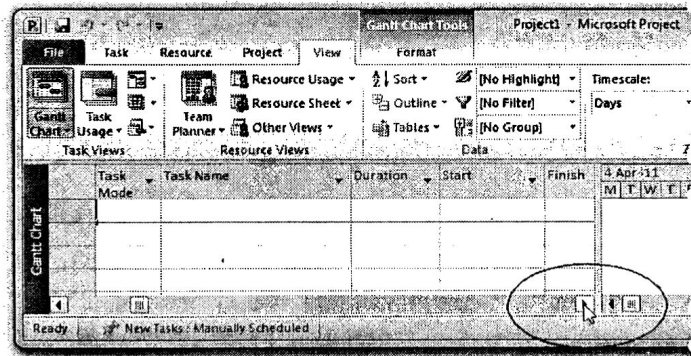 Gantt Chart Tools Project1 - Microsoft Project
File Task Resource Project View Format
Resource Usage Sort [No Highlight] Timescale:
Resource Sheet Outline [No Filter] Days
Gantt Chart Task Usage Team Planner Other Views Tables [No Group]
Task Views Resource Views Data
Task Mode Task Name Duration Start Finish 4 Apr '11
M T W T F
Gantt Chart
Ready New Tasks : Manually Scheduled